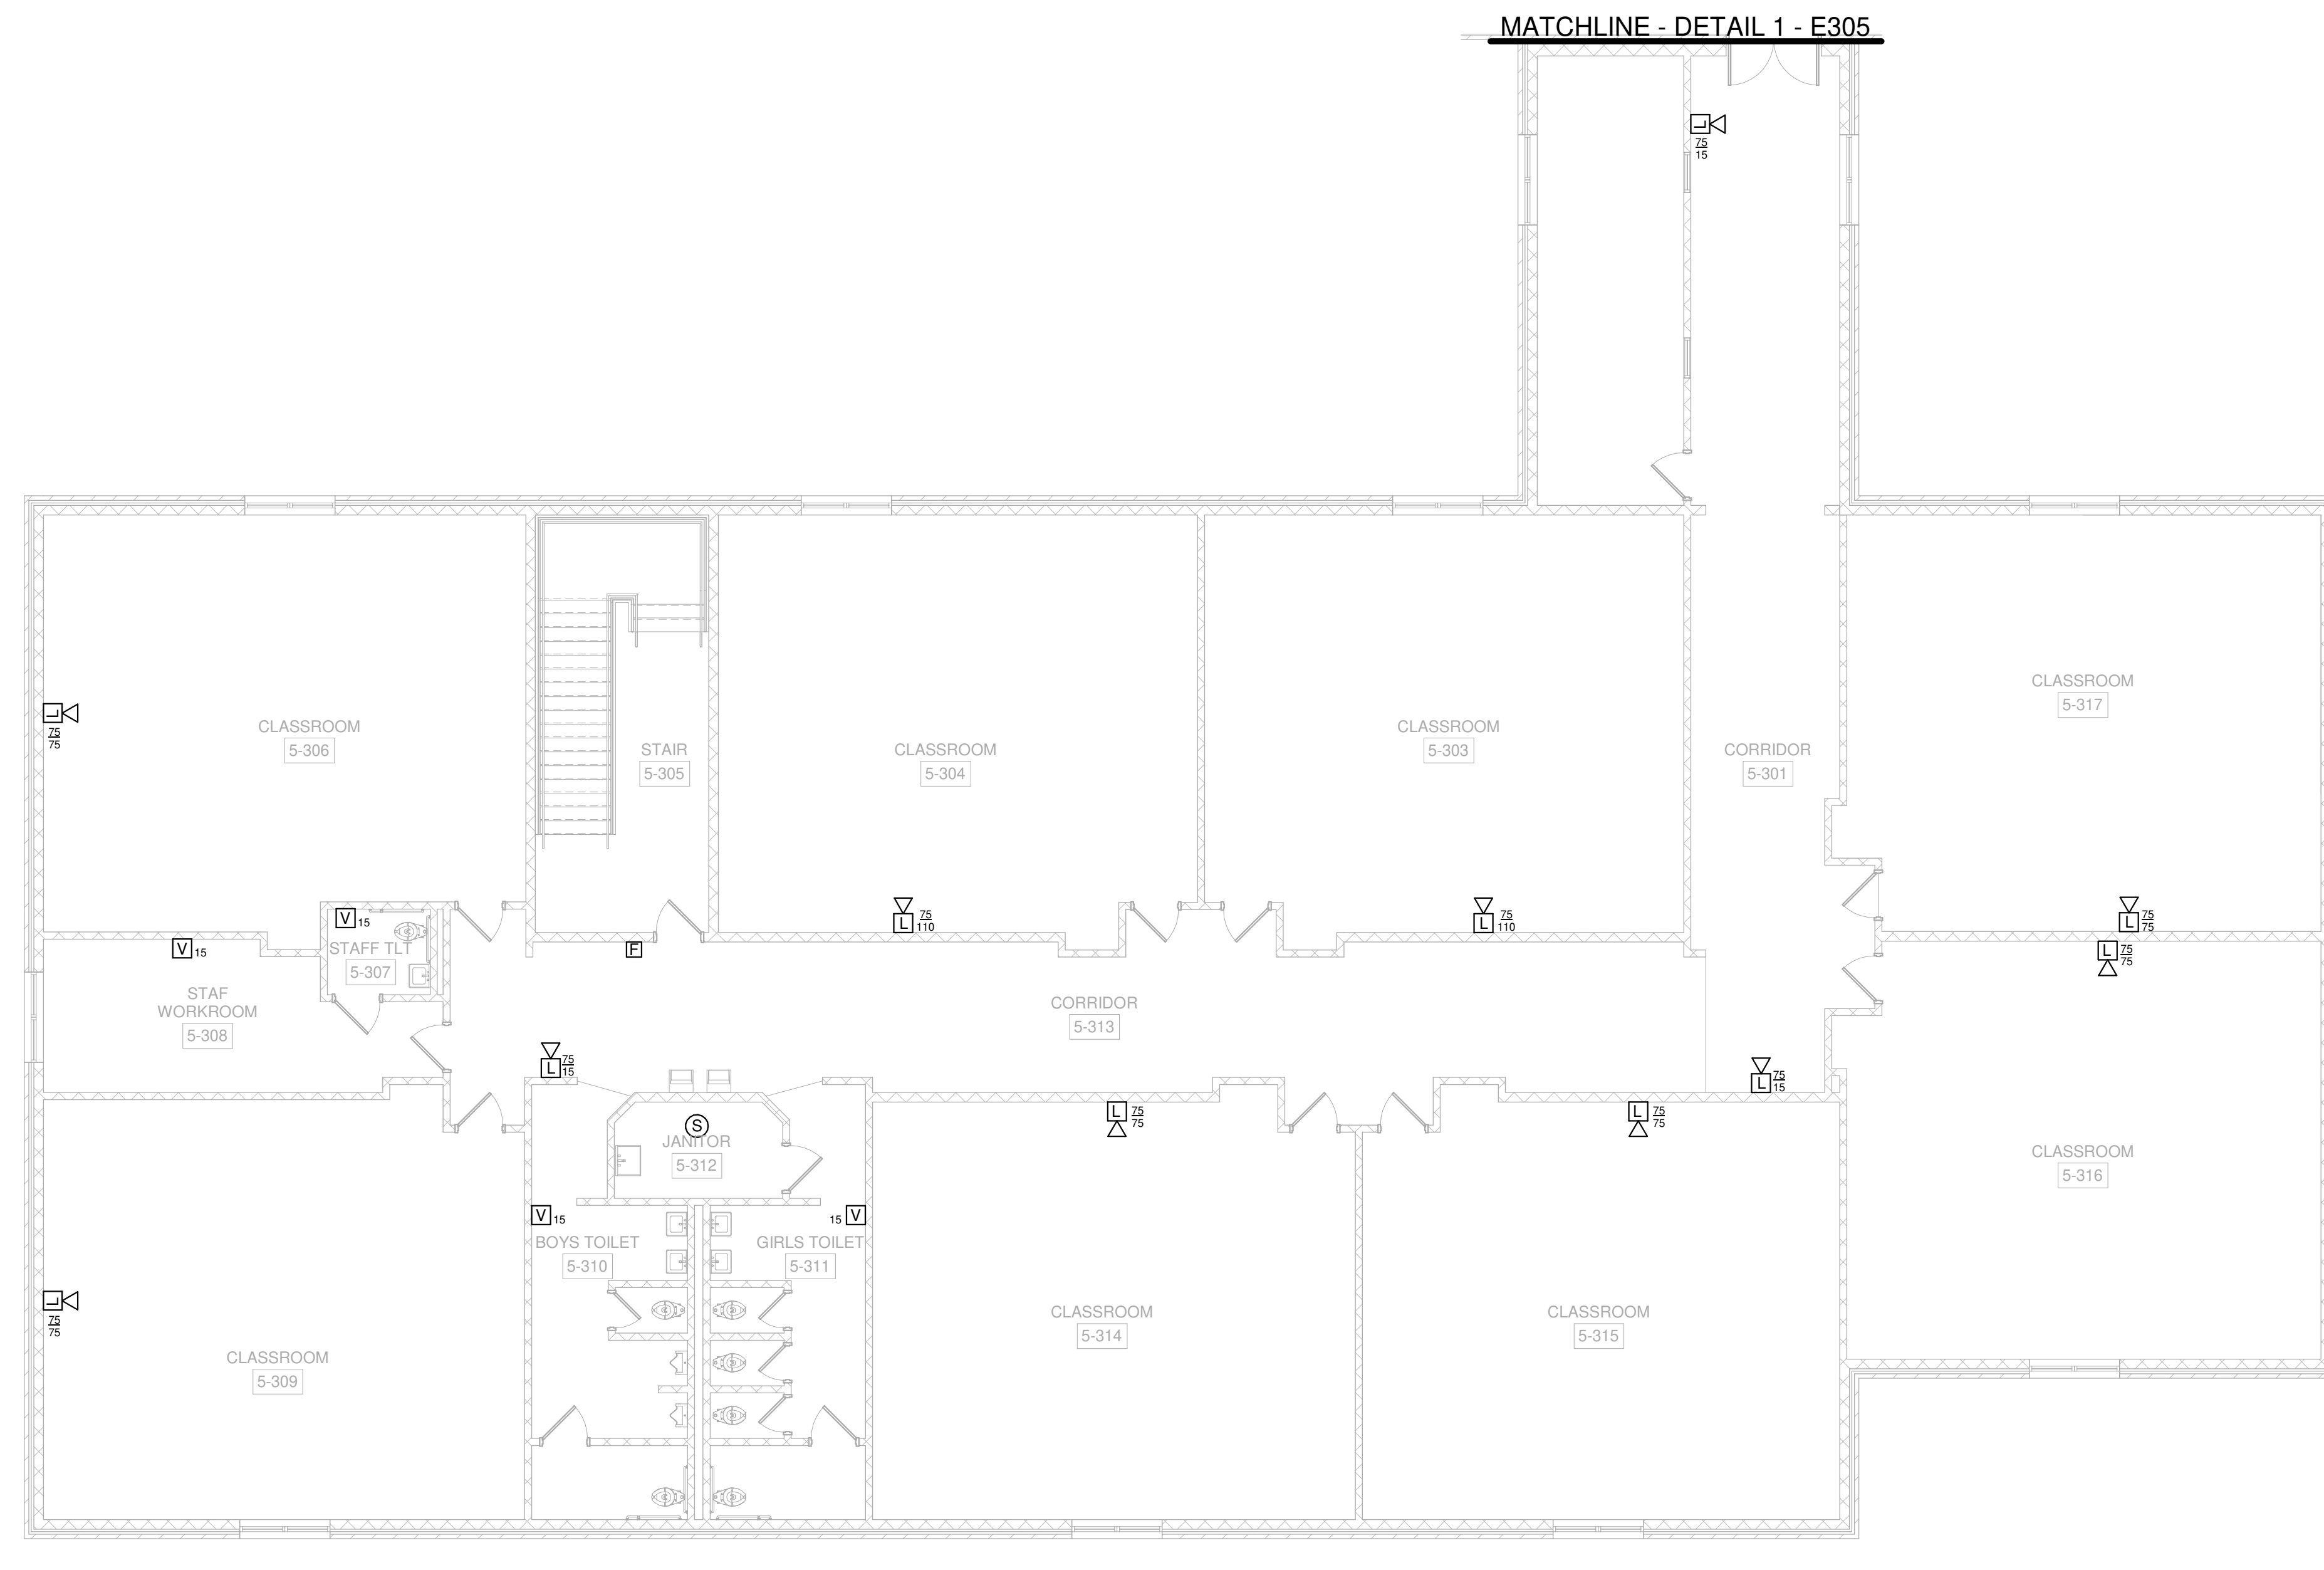 MATCHLINE - DETAIL 1 - E305
L
75
15
CLASSROOM
5-317
L
75
75
CLASSROOM
5-306
STAIR
5-305
CLASSROOM
5-304
CLASSROOM
5-303
CORRIDOR
5-301
V 15
L
75
110
L
75
110
L
75
75
V 15
STAFF TLT
5-307
F
L
75
75
STAF
WORKROOM
5-308
CORRIDOR
5-313
L
75
15
L
75
15
S
JANITOR
5-312
L
75
75
L
75
75
CLASSROOM
5-316
V 15
15 V
BOYS TOILET
5-310
GIRLS TOILET
5-311
L
75
75
CLASSROOM
5-309
CLASSROOM
5-314
CLASSROOM
5-315